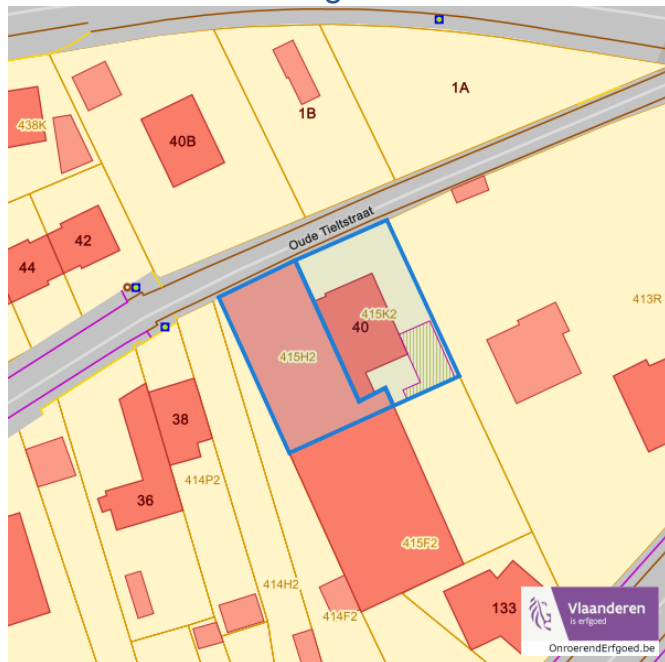 1A
1B
438K
40B
Oude Tieltstraat
42
44
413R
415K2
40
415H2
38
414P2
36
415F2
414H2
133
414F2
Vlaanderen
is erfgoed
OnroerendErfgoed.be